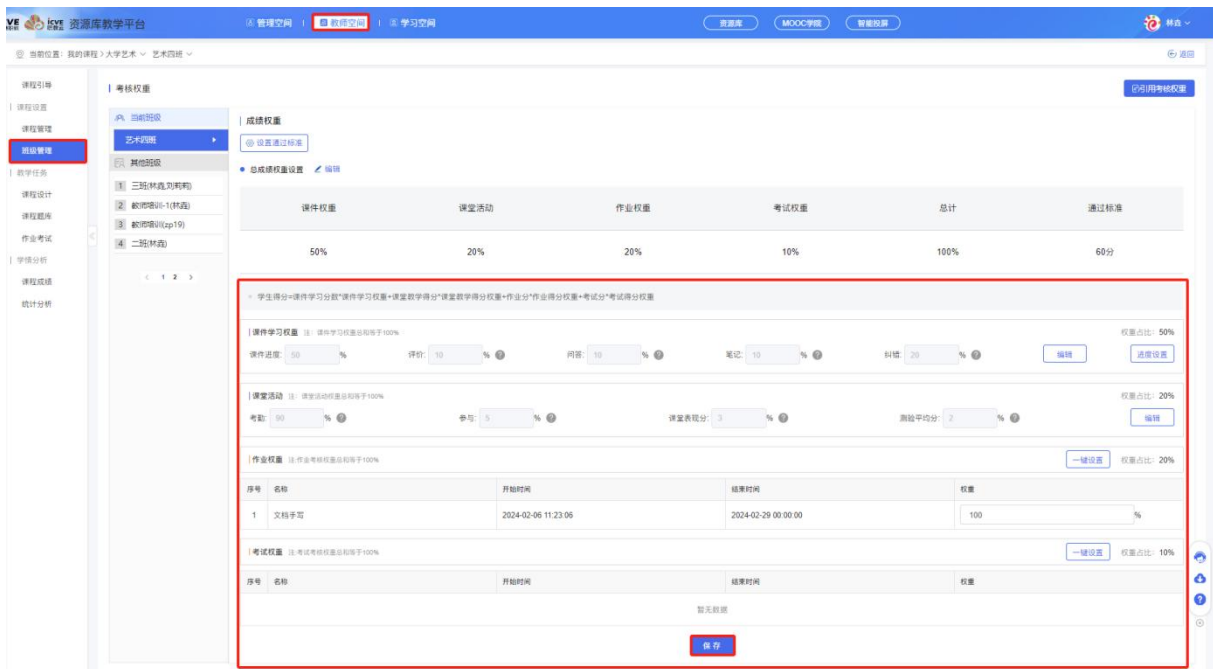 icve 资源库教学平台 管理空间 教师空间 学习空间 资源库 MOOC学院 智能投屏 林鑫
当前位置: 我的课程 > 大学艺术 艺术四班 返回
课程引导
课程设置
课程管理
班级管理
教学任务
课程设计
课程题库
作业考试
学情分析
课程成绩
统计分析
考核权重 引用考核权重
当前班级
艺术四班
其他班级
1 三班(林鑫,刘莉莉)
2 教师培训-1(林鑫)
3 教师培训(zp19)
4 二班(林鑫)
< 1 2 >
成绩权重
设置通过标准
总成绩权重设置 编辑
课件权重 课堂活动 作业权重 考试权重 总计 通过标准
50% 20% 20% 10% 100% 60分
学生得分=课件学习分数*课件学习权重+课堂教学得分*课堂教学得分权重+作业分*作业得分权重+考试分*考试得分权重
课件学习权重 注: 课件学习权重总和等于100% 权重占比: 50%
课件进度: 50 % 评价: 10 % 问答: 10 % 笔记: 10 % 纠错: 20 % 编辑 进度设置
课堂活动 注: 课堂活动权重总和等于100% 权重占比: 20%
考勤: 90 % 参与: 5 % 课堂表现分: 3 % 测验平均分: 2 % 编辑
作业权重 注:作业考核权重总和等于100% 一键设置 权重占比: 20%
序号 名称 开始时间 结束时间 权重
1 文档手写 2024-02-06 11:23:06 2024-02-29 00:00:00 100 %
考试权重 注:考试考核权重总和等于100% 一键设置 权重占比: 10%
序号 名称 开始时间 结束时间 权重
暂无数据
保存